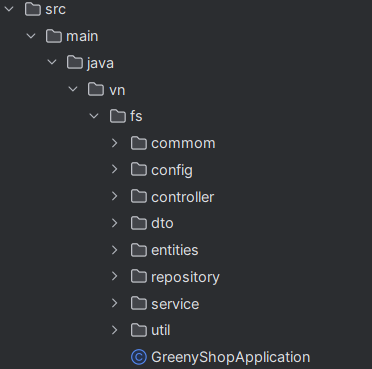 src
main
java
vn
fs
commom
config
controller
dto
entities
repository
service
util
GreenyShopApplication